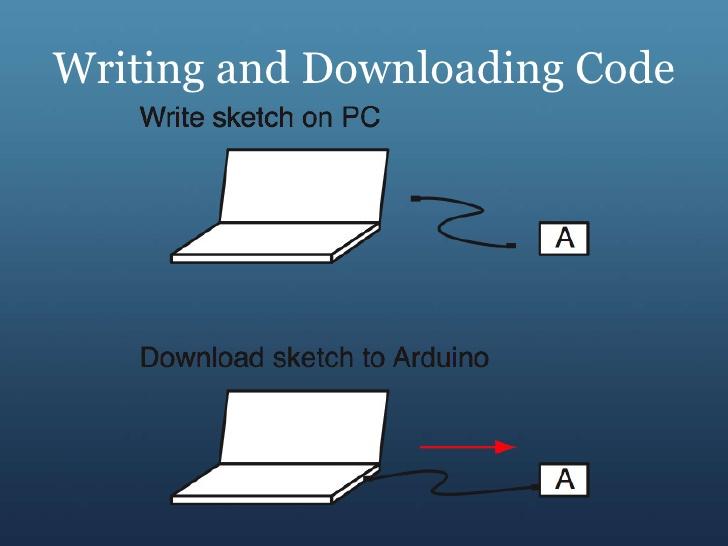 Writing and Downloading Code
Write sketch on PC
A
Download sketch to Arduino
A